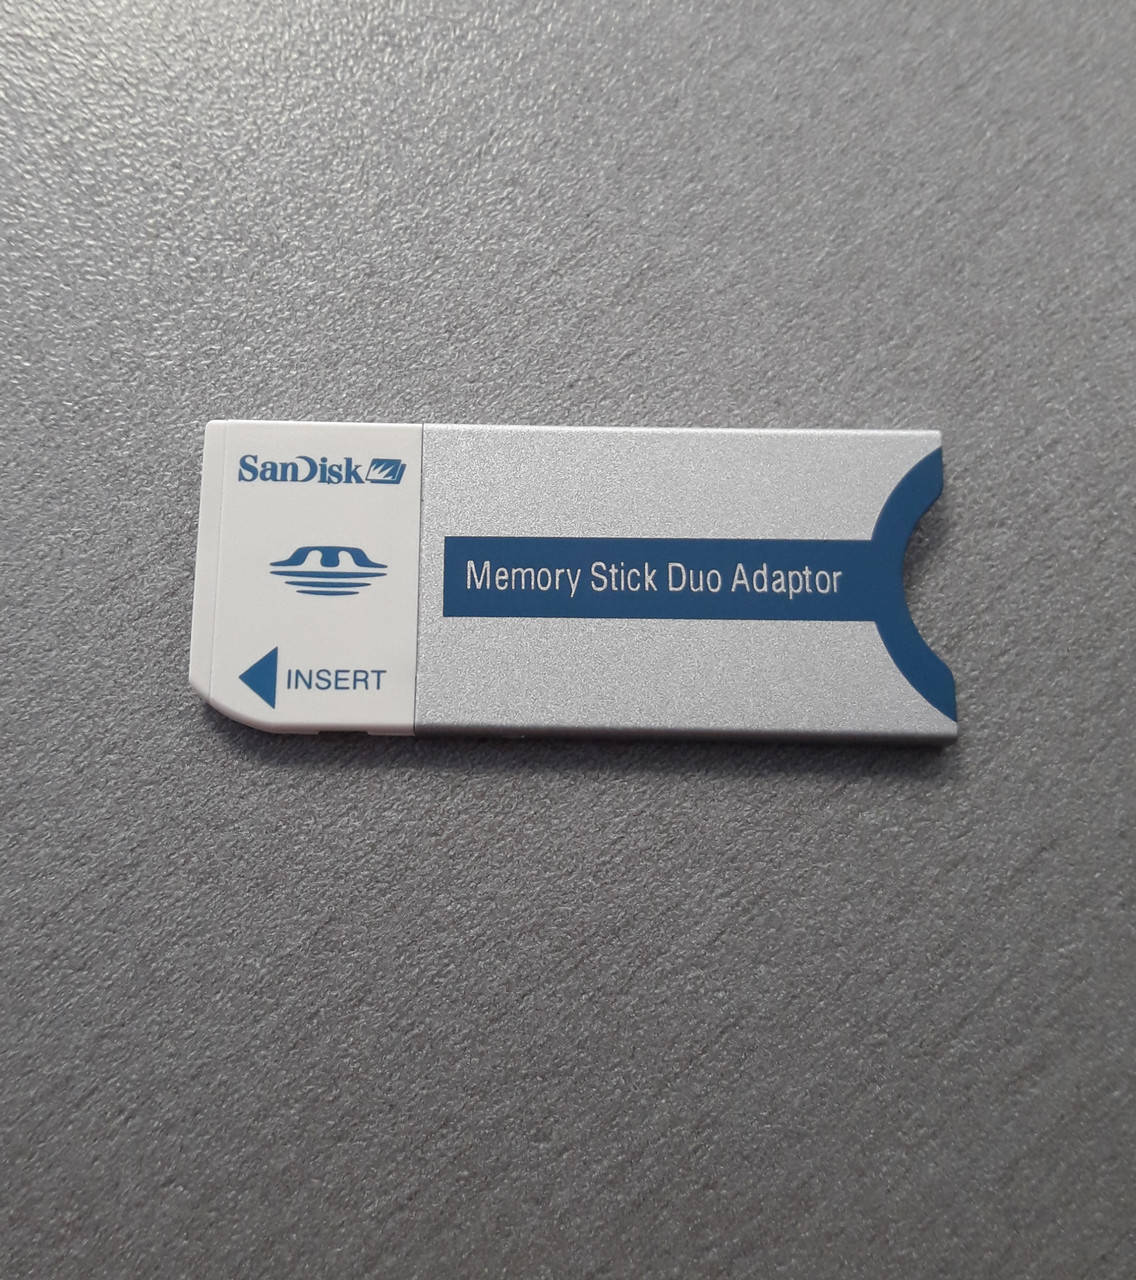 SanDisk
INSERT
Memory Stick Duo Adaptor